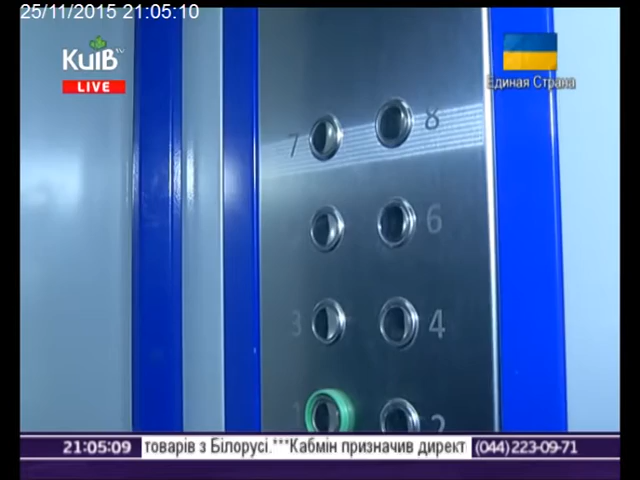 25/11/2015 21:05:10
КиїВ TV
LIVE
Единая Страна
7 8
6
3 4
1 2
21:05:09 товарів з Білорусі.***Кабмін призначив директ (044) 223-09-71